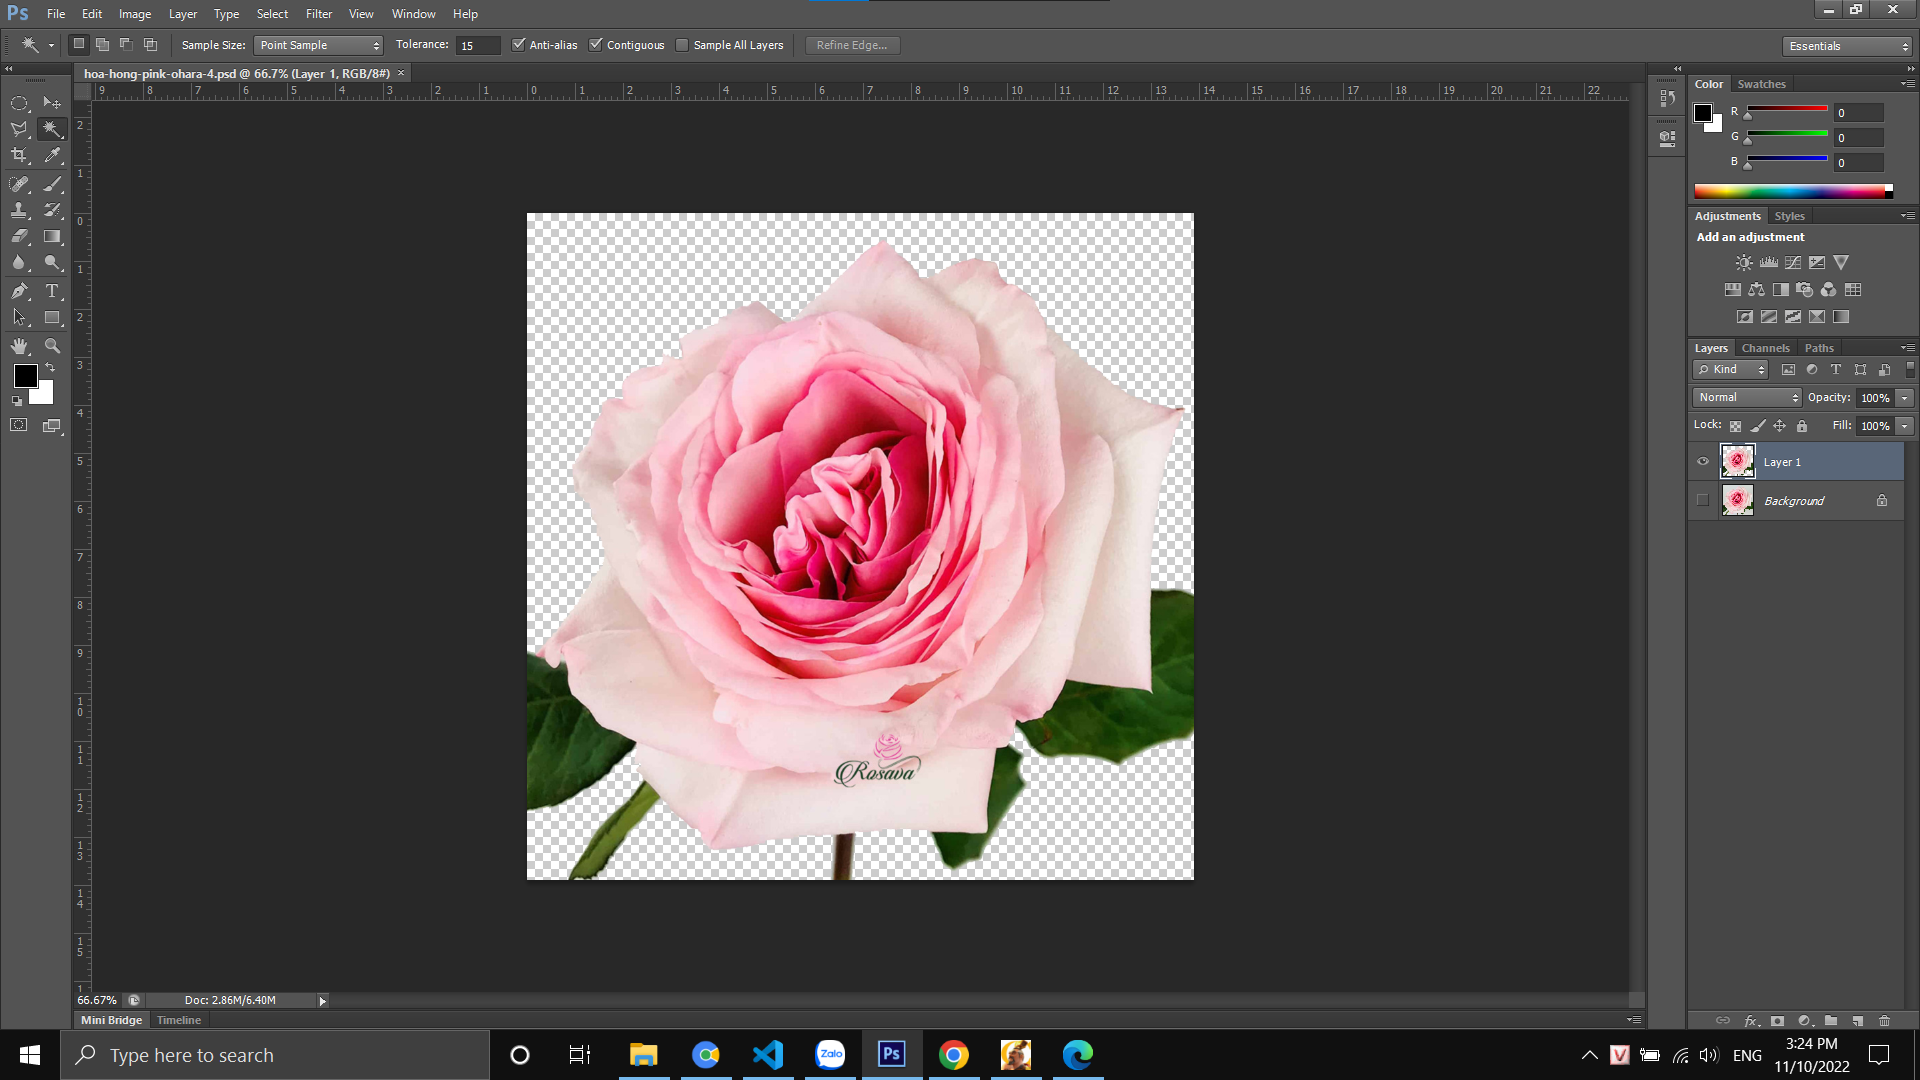 Ps File Edit Image Layer Type Select Filter View Window Help
Sample Size: Point Sample Tolerance: 15 Anti-alias Contiguous Sample All Layers Refine Edge... Essentials
hoa-hong-pink-ohara-4.psd @ 66.7% (Layer 1, RGB/8#) ×
9 8 7 6 5 4 3 2 1 0 1 2 3 4 5 6 7 8 9 10 11 12 13 14 15 16 17 18 19 20 21 22
2
1
0
1
2
3
4
5
6
7
8
9
10
11
12
13
14
15
1
Color Swatches
R 0
G 0
B 0
Adjustments Styles
Add an adjustment
Layers Channels Paths
Kind
Normal Opacity: 100%
Lock: Fill: 100%
Layer 1
Background
Rosava
66.67% Doc: 2.86M/6.40M
Mini Bridge Timeline
Type here to search
Zalo
Ps
V
ENG
3:24 PM
11/10/2022